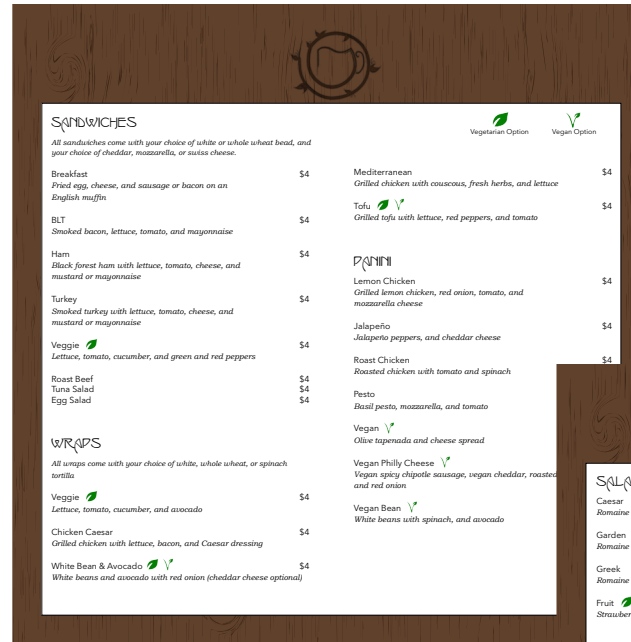 SANDWICHES
All sandwiches come with your choice of white or whole wheat bead, and
your choice of cheddar, mozzarella, or swiss cheese.
Breakfast $4
Fried egg, cheese, and sausage or bacon on an
English muffin
BLT $4
Smoked bacon, lettuce, tomato, and mayonnaise
Ham $4
Black forest ham with lettuce, tomato, cheese, and
mustard or mayonnaise
Turkey $4
Smoked turkey with lettuce, tomato, cheese, and
mustard or mayonnaise
Veggie $4
Lettuce, tomato, cucumber, and green and red peppers
Roast Beef $4
Tuna Salad $4
Egg Salad $4
WRAPS
All wraps come with your choice of white, whole wheat, or spinach
tortilla
Veggie $4
Lettuce, tomato, cucumber, and avocado
Chicken Caesar $4
Grilled chicken with lettuce, bacon, and Caesar dressing
White Bean & Avocado $4
White beans and avocado with red onion (cheddar cheese optional)
Vegetarian Option Vegan Option
Mediterranean $4
Grilled chicken with couscous, fresh herbs, and lettuce
Tofu $4
Grilled tofu with lettuce, red peppers, and tomato
PANINI
Lemon Chicken $4
Grilled lemon chicken, red onion, tomato, and
mozzarella cheese
Jalapeño $4
Jalapeño peppers, and cheddar cheese
Roast Chicken $4
Roasted chicken with tomato and spinach
Pesto
Basil pesto, mozzarella, and tomato
Vegan
Olive tapenada and cheese spread
Vegan Philly Cheese
Vegan spicy chipotle sausage, vegan cheddar, roasted
and red onion
Vegan Bean
White beans with spinach, and avocado
SALA
Caesar
Romaine
Garden
Romaine
Greek
Romaine
Fruit
Strawber